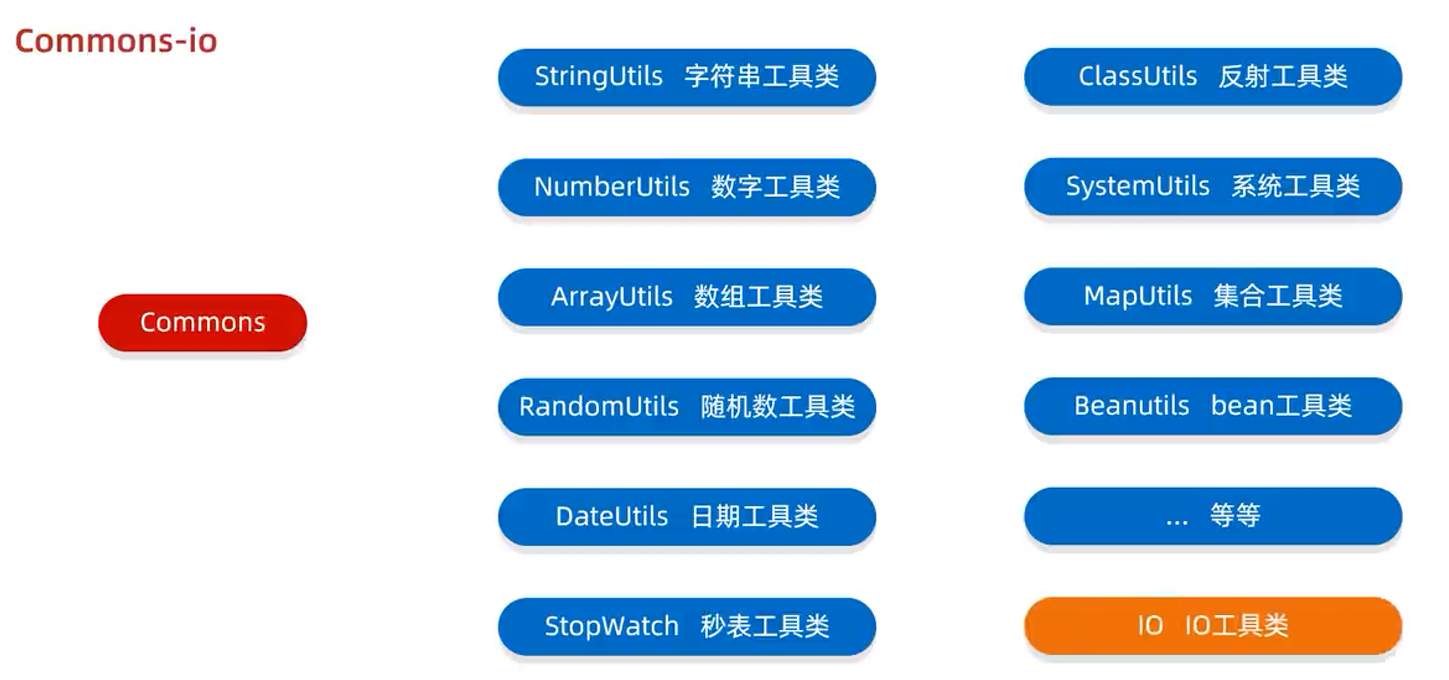 Commons-io
Commons
StringUtils 字符串工具类
NumberUtils 数字工具类
ArrayUtils 数组工具类
RandomUtils 随机数工具类
DateUtils 日期工具类
StopWatch 秒表工具类
ClassUtils 反射工具类
SystemUtils 系统工具类
MapUtils 集合工具类
Beanutils bean工具类
... 等等
IO IO工具类